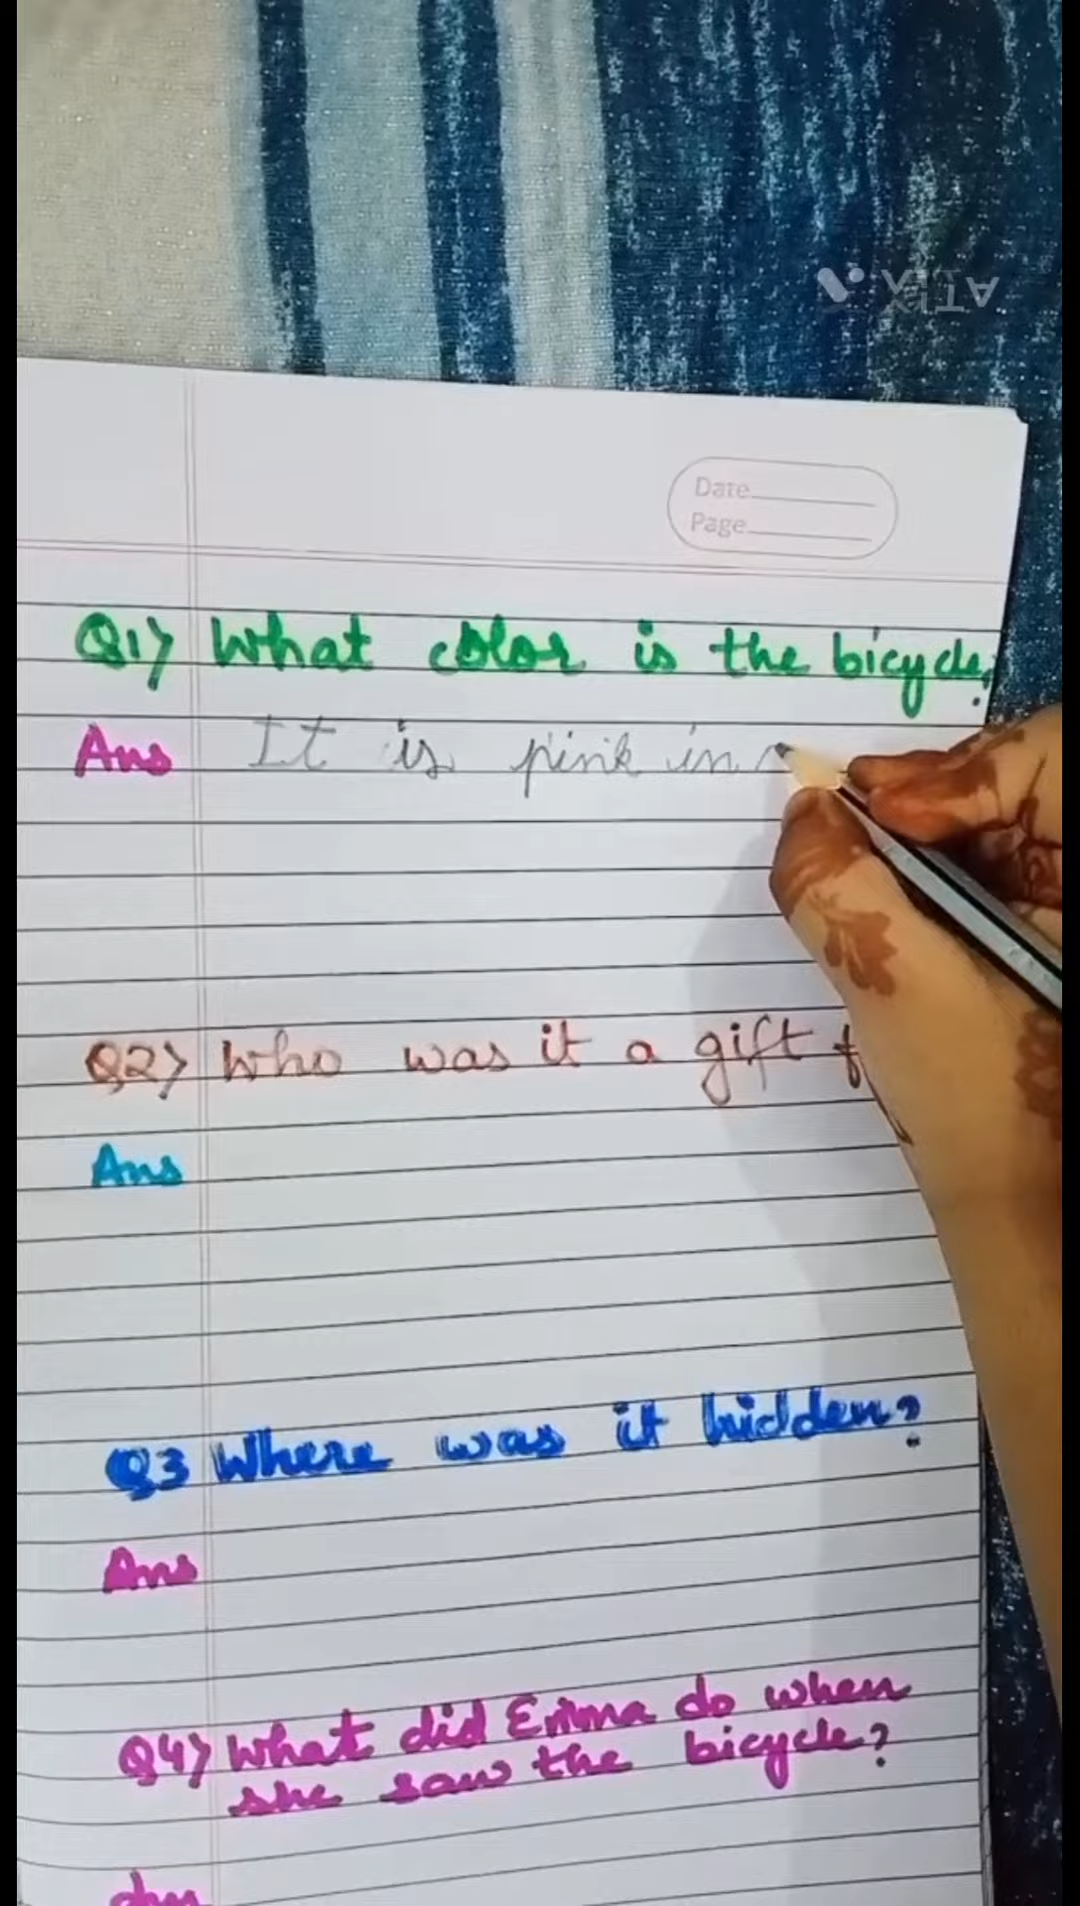 VITA
Date
Page
Q1> What color is the bicycle?
Ans It is pink in
Q2> Who was it a gift
Ans
Q3 Where was it hidden?
Ans
Q4> What did Emma do when
she saw the bicycle?